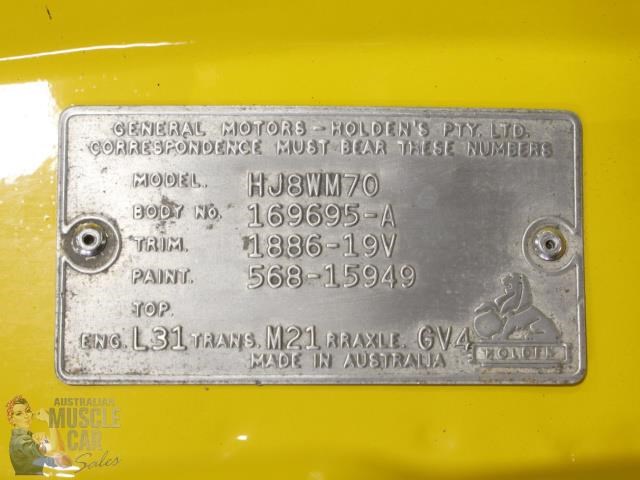 GENERAL MOTORS - HOLDEN'S PTY. LTD.
CORRESPONDENCE MUST BEAR THESE NUMBERS
MODEL. HJ8WM70
BODY NO. 169695-A
TRIM. 1886-19V
PAINT. 568-15949
TOP.
ENG. L31 TRANS. M21 RRAXLE. GV4
MADE IN AUSTRALIA
HOLDEN
AUSTRALIAN
MUSCLE
CAR
Sales